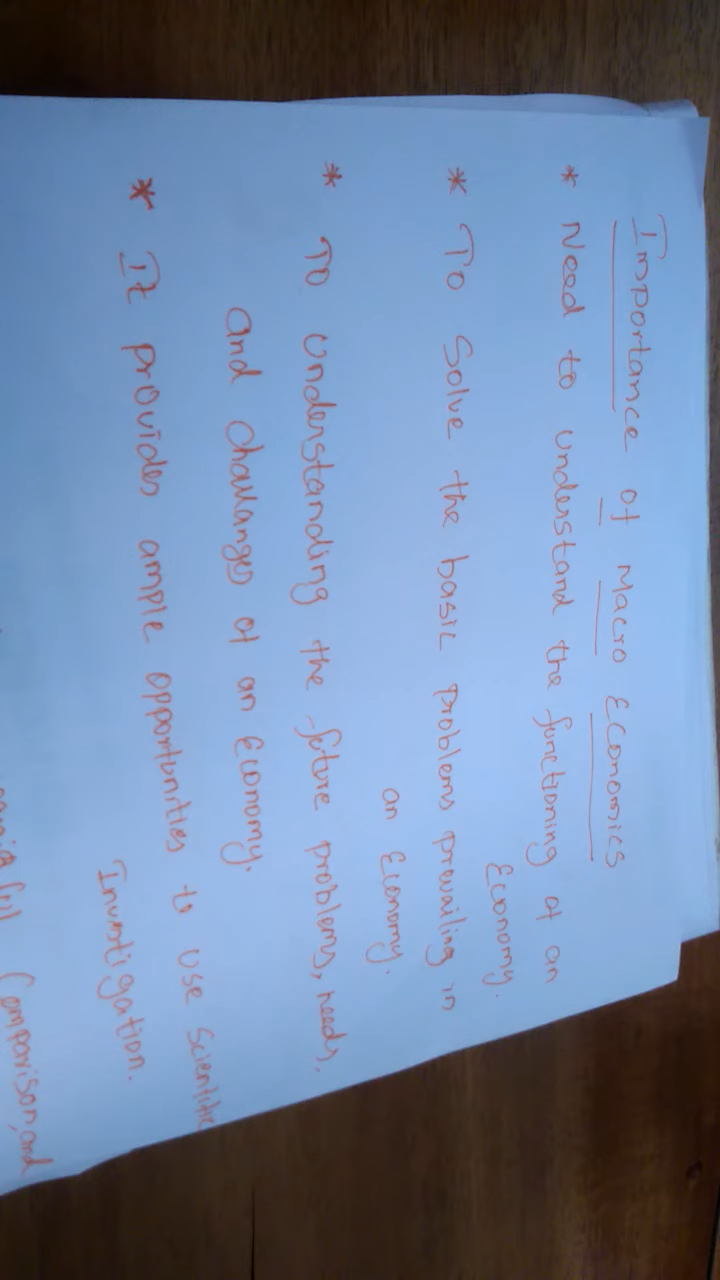 Importance of Macro Economics
* Need to understand the functioning of an
Economy.
* To Solve the basic problems prevailing in
an Economy.
* To Understanding the future problems, needs,
and challanges of an Economy.
* It provides ample opportunities to use Scientific
Investigation.
Comparison, and